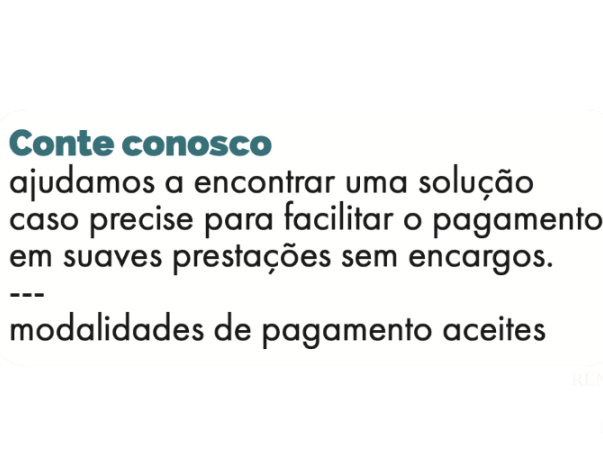 Conte conosco
ajudamos a encontrar uma solução
caso precise para facilitar o pagamento
em suaves prestações sem encargos.
---
modalidades de pagamento aceites